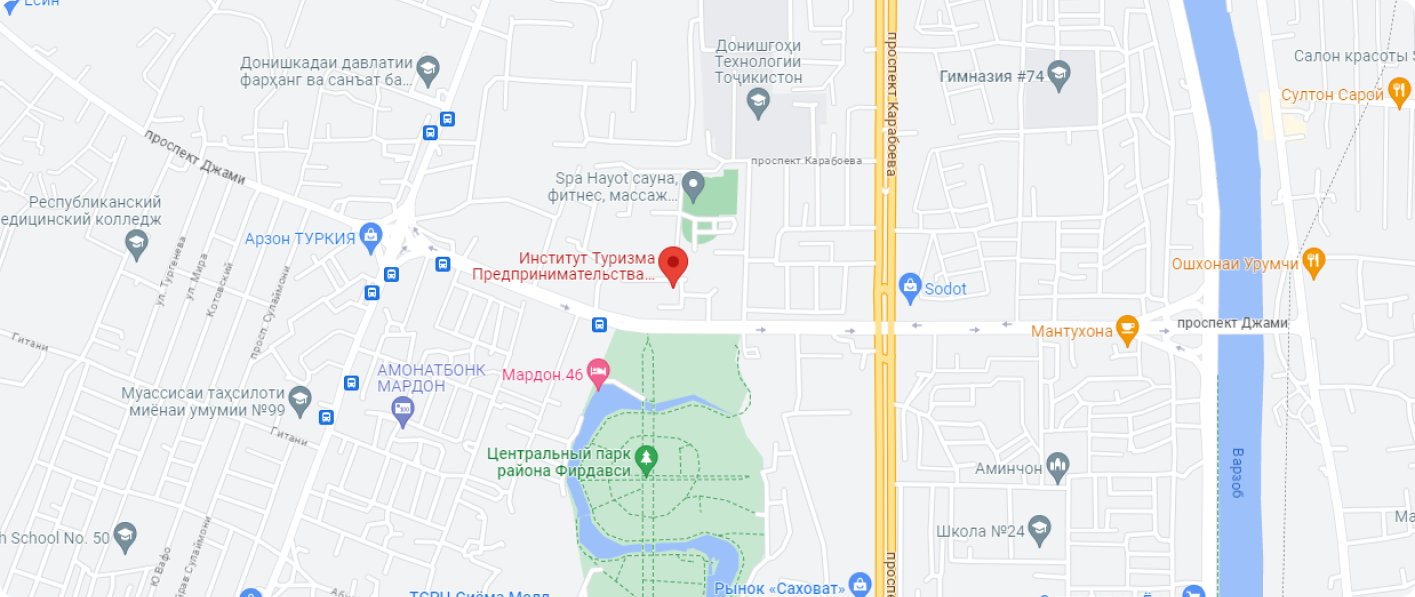 Есин
Донишкадаи давлатии
фарҳанг ва санъат ба...
Донишгоҳи
Технологии
Тоҷикистон
проспект Карабоева
Гимназия #74
Салон красоты
Султон Сарой
проспект Джами
проспект Карабоева
Spa Hayot сауна,
фитнес, массаж...
Республиканский
едицинский колледж
Арзон ТУРКИЯ
ул. Тургенева
ул. Мира
Котовский
просп. Сулаймони
Институт Туризма
Предпринимательства...
Ошхонаи Урумчи
Sodot
Мантухона
проспект Джами
Гитани
АМОНАТБОНК
МАРДОН
Мардон.46
Муассисаи таҳсилоти
миёнаи умумии №99
Гитани
Центральный парк
района Фирдавси
Аминчон
Варзоб
h School No. 50
Школа №24
Ма
Ю Вафо
йрав Сулаймони
проспе
Рынок «Саховат»
ТСРЦ Сиёма Молл